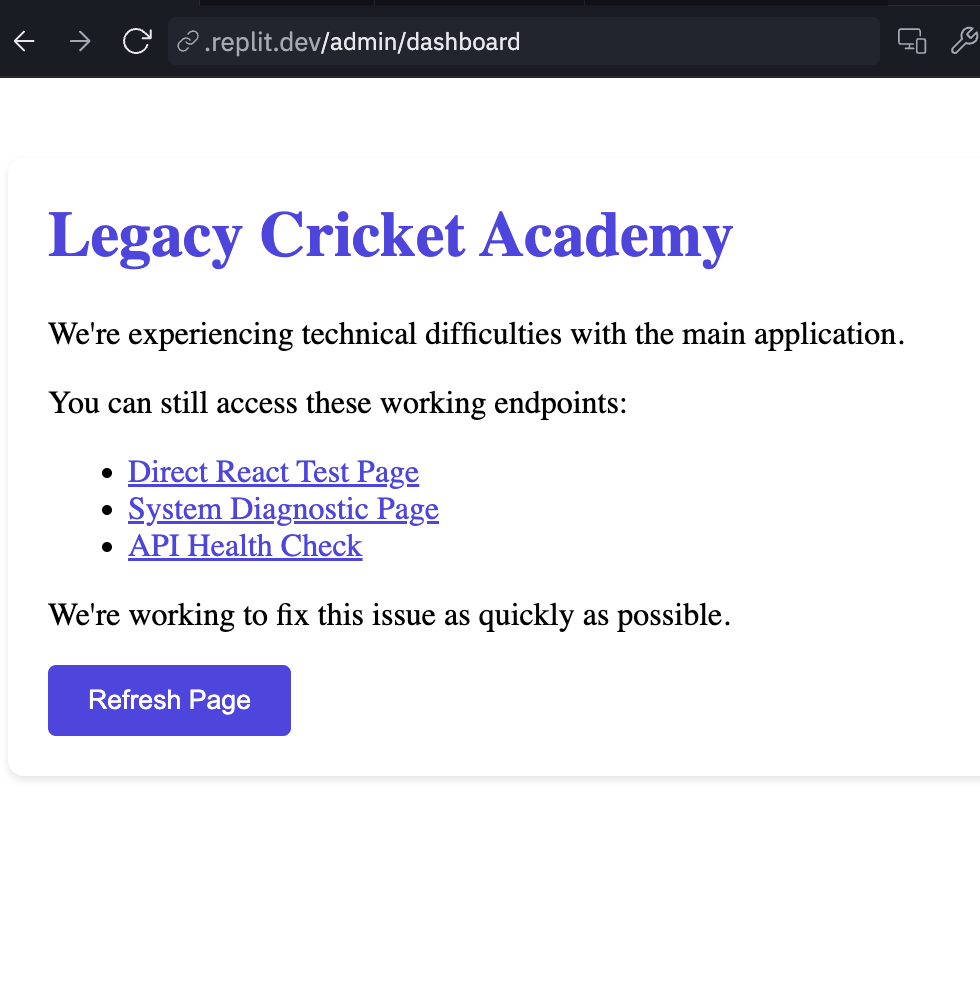 .replit.dev/admin/dashboard
Legacy Cricket Academy
We're experiencing technical difficulties with the main application.
You can still access these working endpoints:
Direct React Test Page
System Diagnostic Page
API Health Check
We're working to fix this issue as quickly as possible.
Refresh Page